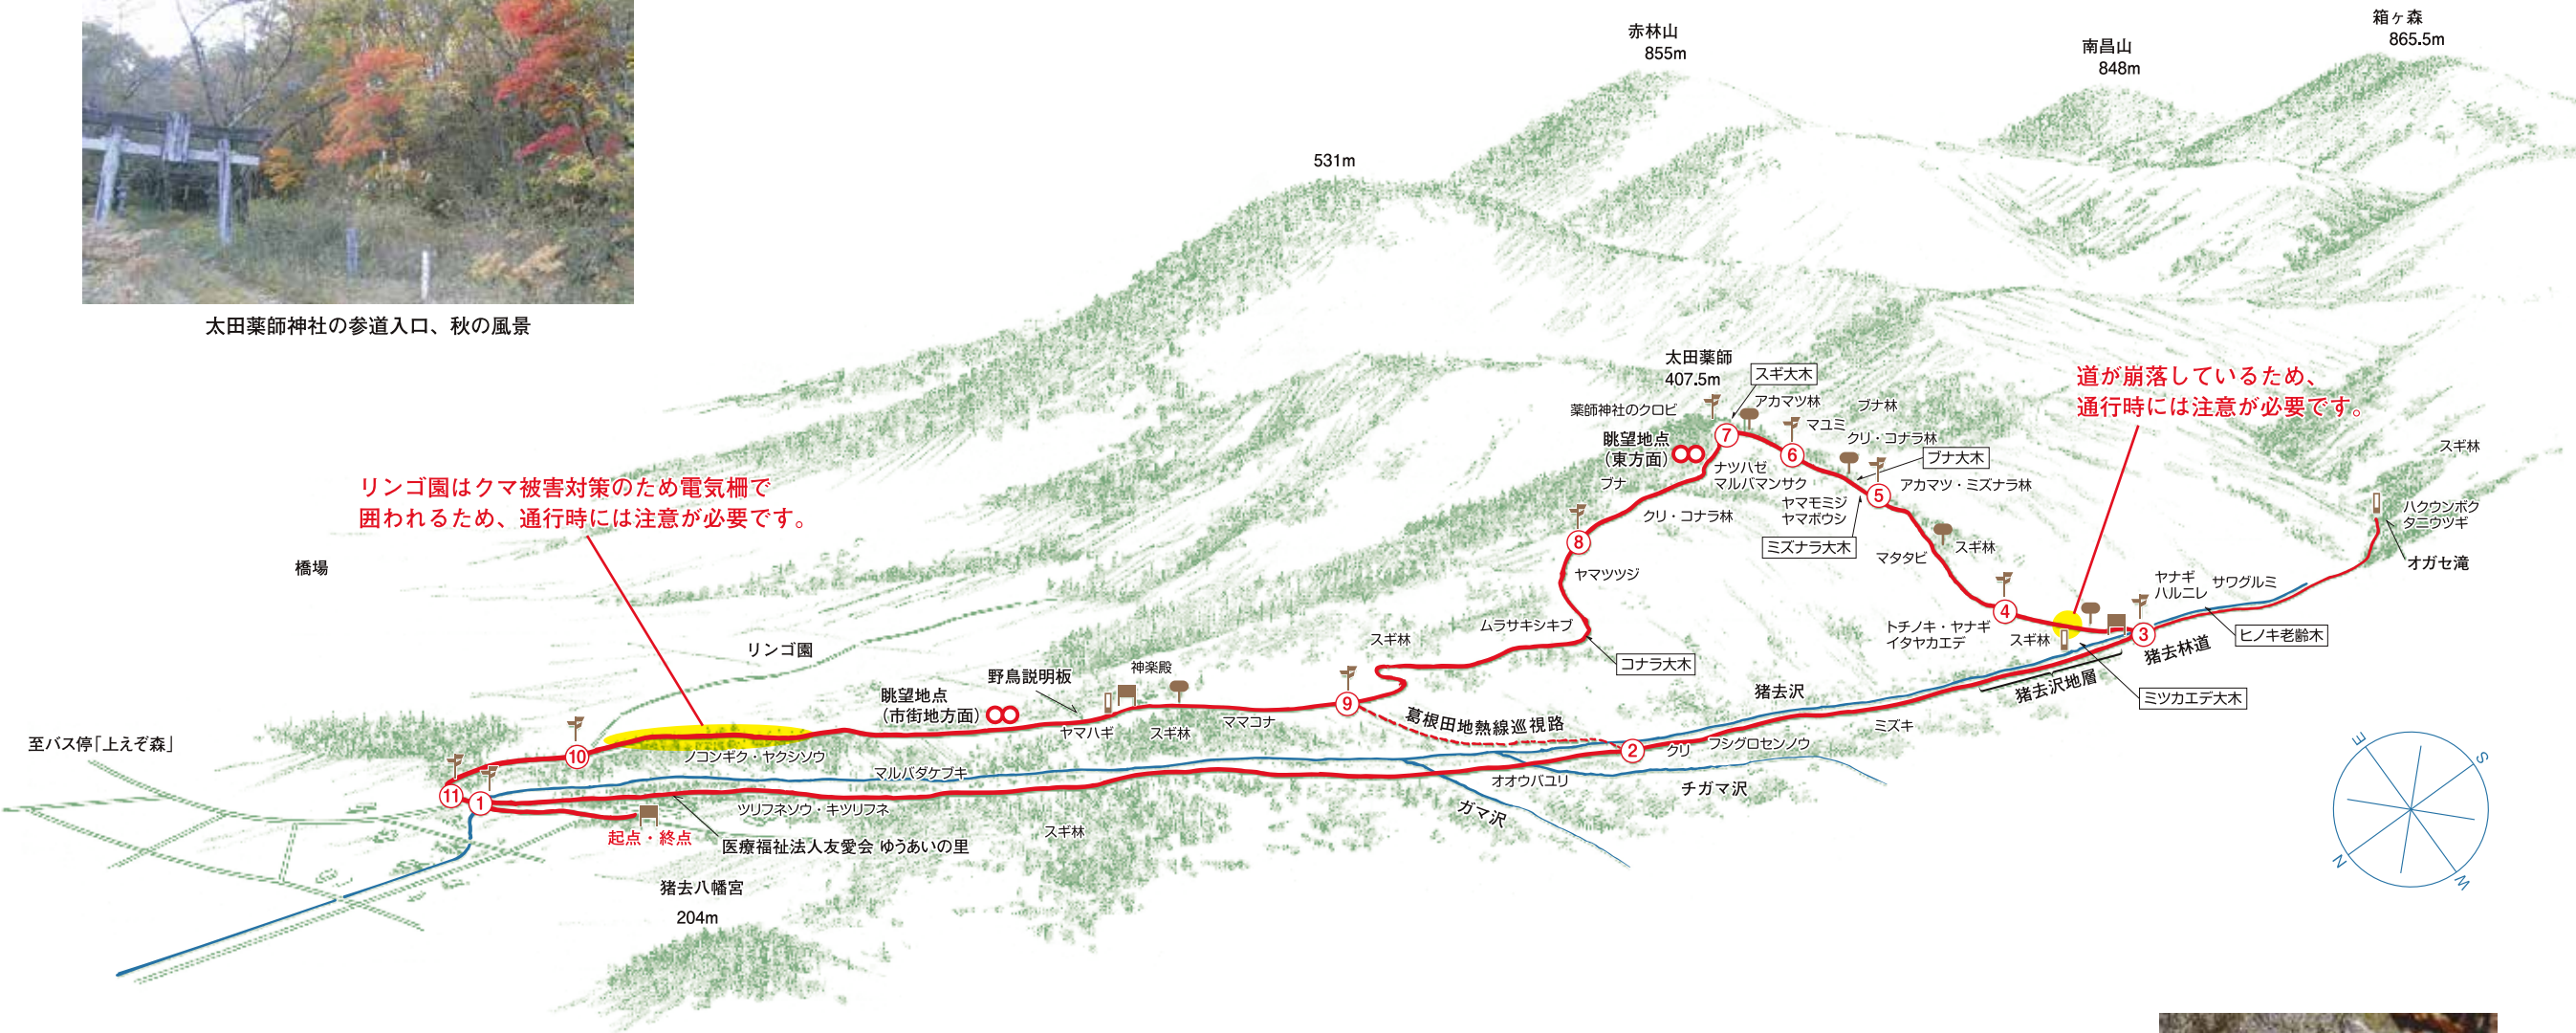 赤林山
855m
南昌山
848m
箱ヶ森
865.5m
531m
太田薬師神社の参道入口、秋の風景
太田薬師
407.5m
スギ大木
アカマツ林
ブナ林
薬師神社のクロビ
マユミ
クリ・コナラ林
眺望地点
(東方面)
ブナ大木
ナツハゼ
マルバマンサク
アカマツ・ミズナラ林
ブナ
ヤマモミジ
ヤマボウシ
クリ・コナラ林
ミズナラ大木
道が崩落しているため、
通行時には注意が必要です。
スギ林
ハクウンボク
タニウツギ
オガセ滝
リンゴ園はクマ被害対策のため電気柵で
囲われるため、通行時には注意が必要です。
橋場
ヤマツツジ
マタタビ
スギ林
ヤナギ
ハルニレ
サワグルミ
ヒノキ老齢木
トチノキ・ヤナギ
イタヤカエデ
スギ林
猪去林道
猪去沢地層
ミツカエデ大木
ムラサキシキブ
スギ林
コナラ大木
リンゴ園
野鳥説明板
神楽殿
眺望地点
(市街地方面)
ヤマハギ
スギ林
ママコナ
葛根田地熱線巡視路
猪去沢
ミズキ
クリ
フシグロセンノウ
チガマ沢
オオウバユリ
ガマ沢
至バス停「上えぞ森」
ノコンギク・ヤクシソウ
マルバダケブキ
ツリフネソウ・キツリフネ
スギ林
起点・終点
医療福祉法人友愛会 ゆうあいの里
猪去八幡宮
204m
1
2
3
4
5
6
7
8
9
10
11
E
S
N
W